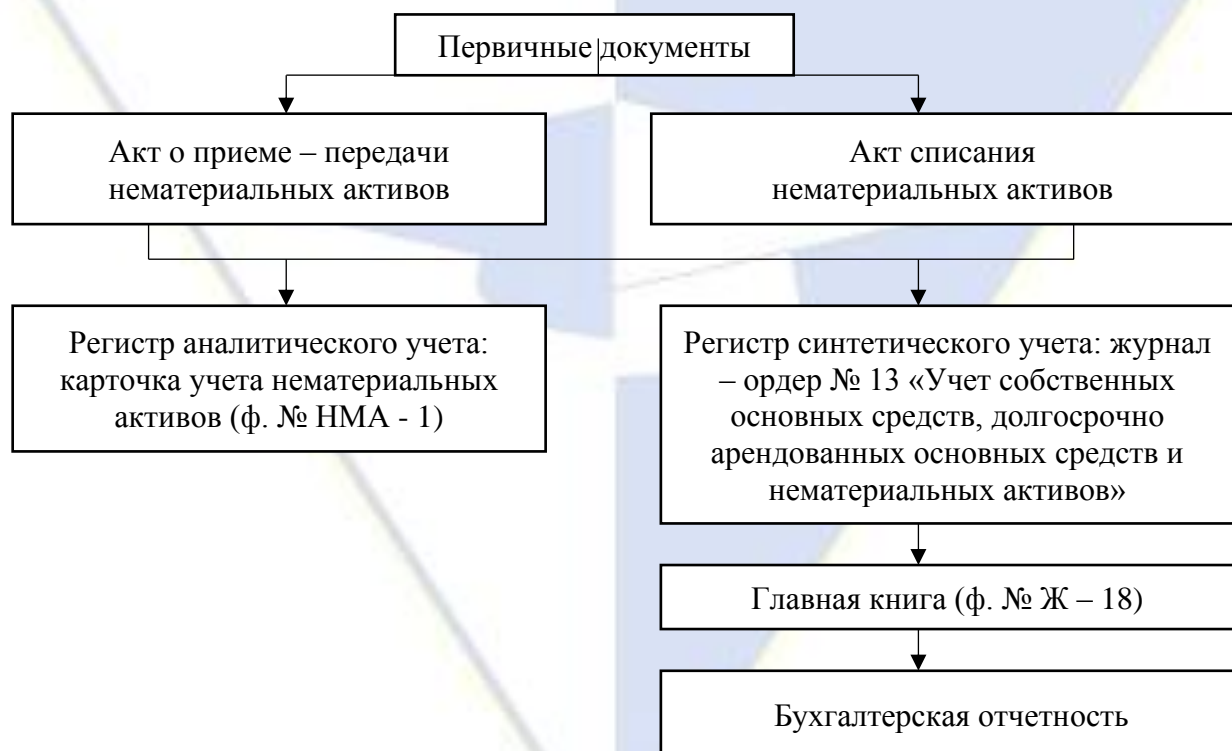 Первичные документы
Акт о приеме – передачи
нематериальных активов
Акт списания
нематериальных активов
Регистр аналитического учета:
карточка учета нематериальных
активов (ф. № НМА - 1)
Регистр синтетического учета: журнал
– ордер № 13 «Учет собственных
основных средств, долгосрочно
арендованных основных средств и
нематериальных активов»
Главная книга (ф. № Ж – 18)
Бухгалтерская отчетность